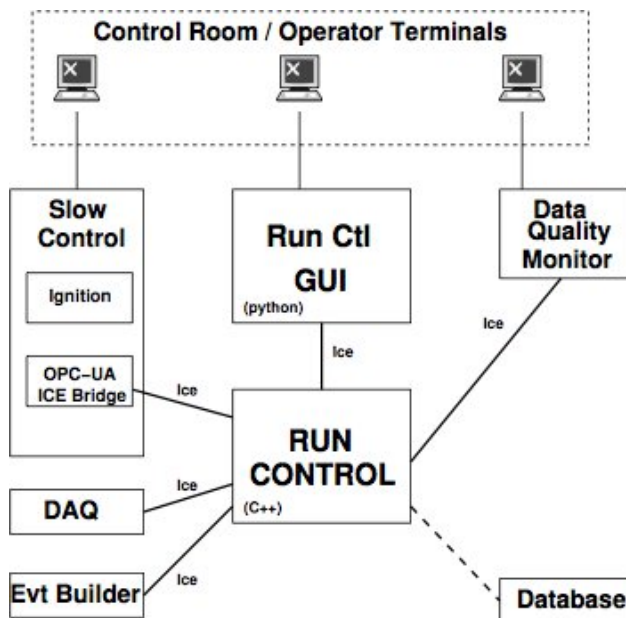 Control Room / Operator Terminals
Slow
Control
Ignition
OPC-UA
ICE Bridge
Run Ctl
GUI
(python)
Data
Quality
Monitor
Ice
Ice
Ice
RUN
CONTROL
(C++)
Ice
DAQ
Ice
Evt Builder
Database